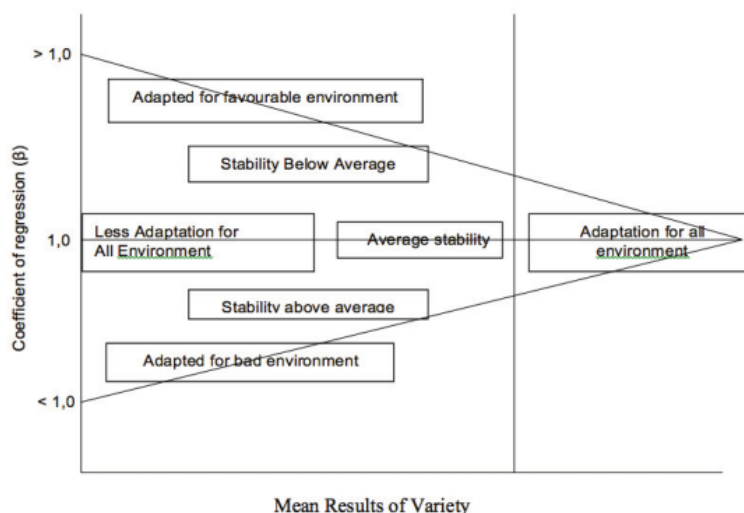 > 1,0
Adapted for favourable environment
Stability Below Average
Coefficient of regression (β)
1,0
Less Adaptation for
All Environment
Average stability
Adaptation for all
environment
Stability above average
Adapted for bad environment
< 1,0
Mean Results of Variety